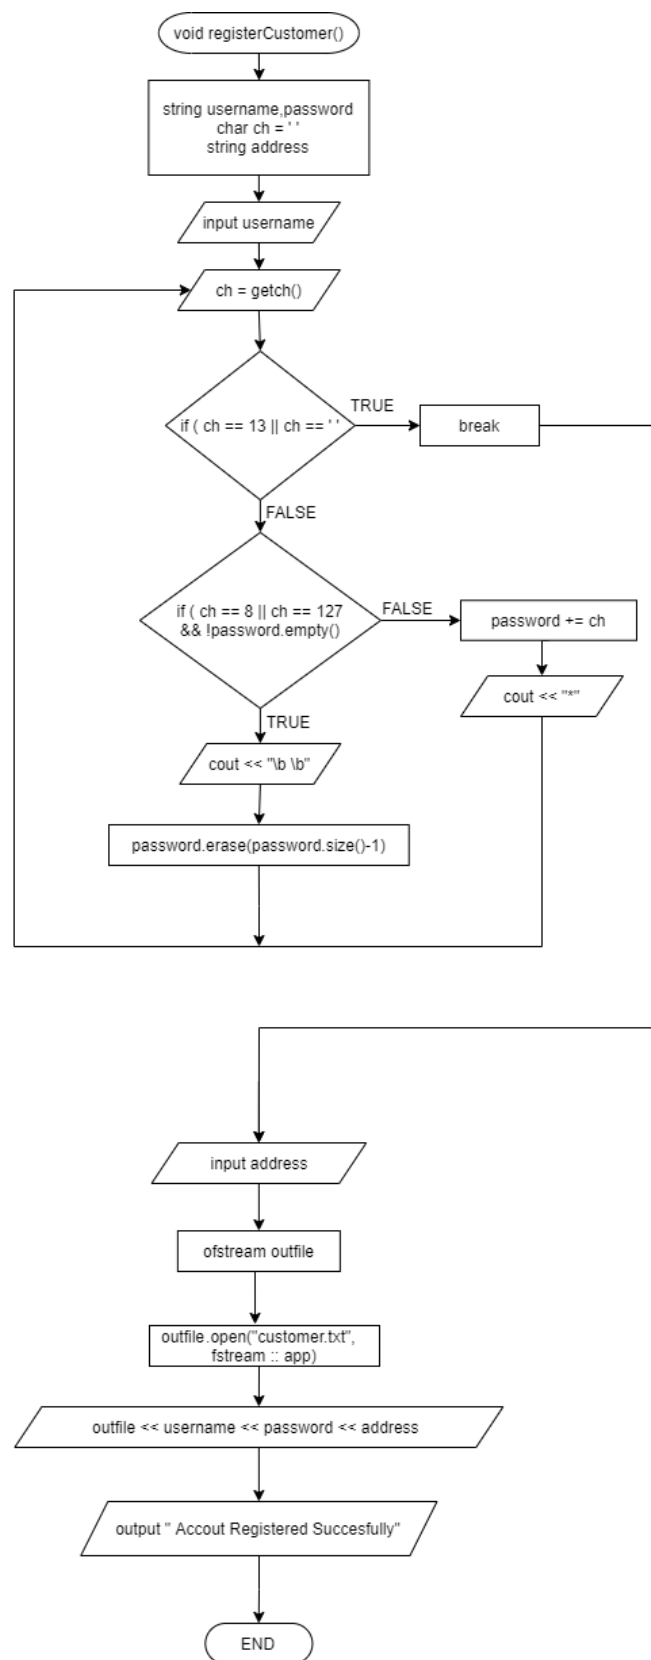 void registerCustomer()
string username,password
char ch = ' '
string address
input username
ch = getch()
if ( ch == 13 || ch == ' '
TRUE
break
FALSE
if ( ch == 8 || ch == 127
&& !password.empty()
FALSE
password += ch
cout << "*"
TRUE
cout << "\b \b"
password.erase(password.size()-1)
input address
ofstream outfile
outfile.open("customer.txt",
fstream :: app)
outfile << username << password << address
output " Accout Registered Succesfully"
END